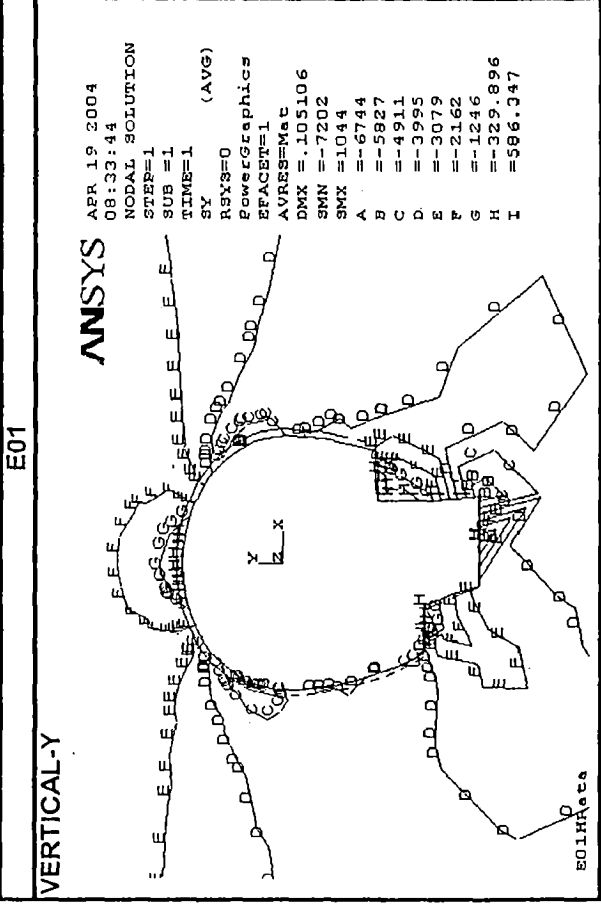 E01
VERTICAL-Y
ANSYS
APR 19 2004
08:33:44
NODAL SOLUTION
STEP=1
SUB =1
TIME=1
SY (AVG)
RSYS=0
PowerGraphics
EFACET=1
AVRES=Mat
DMX =.105106
SMN =-7202
SMX =1044
A =-6744
B =-5827
C =-4911
D =-3995
E =-3079
F =-2162
G =-1246
H =-329.896
I =586.347
Y
Z X